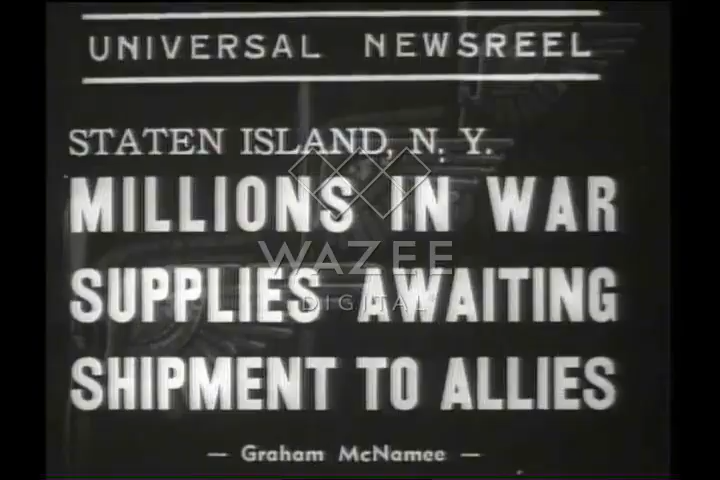 UNIVERSAL NEWSREEL
STATEN ISLAND, N. Y.
MILLIONS IN WAR
SUPPLIES AWAITING
SHIPMENT TO ALLIES
— Graham McNamee —
WAZEE
DIGITAL